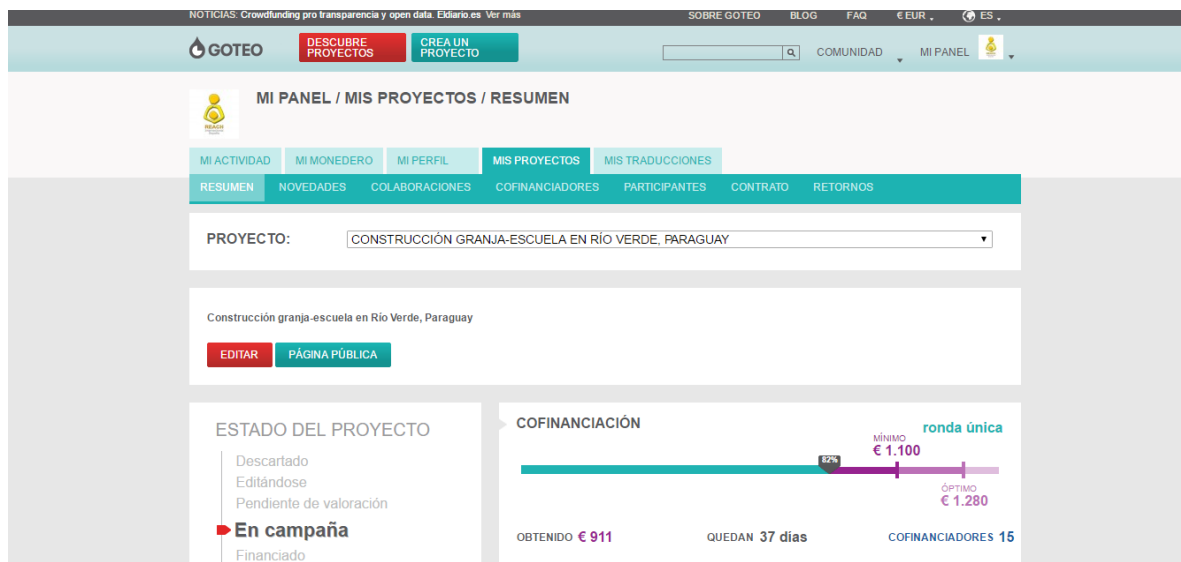 NOTICIAS: Crowdfunding pro transparencia y open data. Eldiario.es Ver más SOBRE GOTEO BLOG FAQ € EUR ES
GOTEO DESCUBRE PROYECTOS CREA UN PROYECTO COMUNIDAD MI PANEL
REACH
MI PANEL / MIS PROYECTOS / RESUMEN
MI ACTIVIDAD MI MONEDERO MI PERFIL MIS PROYECTOS MIS TRADUCCIONES
RESUMEN NOVEDADES COLABORACIONES COFINANCIADORES PARTICIPANTES CONTRATO RETORNOS
PROYECTO: CONSTRUCCIÓN GRANJA-ESCUELA EN RÍO VERDE, PARAGUAY
Construcción granja-escuela en Río Verde, Paraguay
EDITAR PÁGINA PÚBLICA
ESTADO DEL PROYECTO
Descartado
Editándose
Pendiente de valoración
En campaña
Financiado
COFINANCIACIÓN
ronda única
MÍNIMO
€ 1.100
82%
ÓPTIMO
€ 1.280
OBTENIDO € 911 QUEDAN 37 días COFINANCIADORES 15